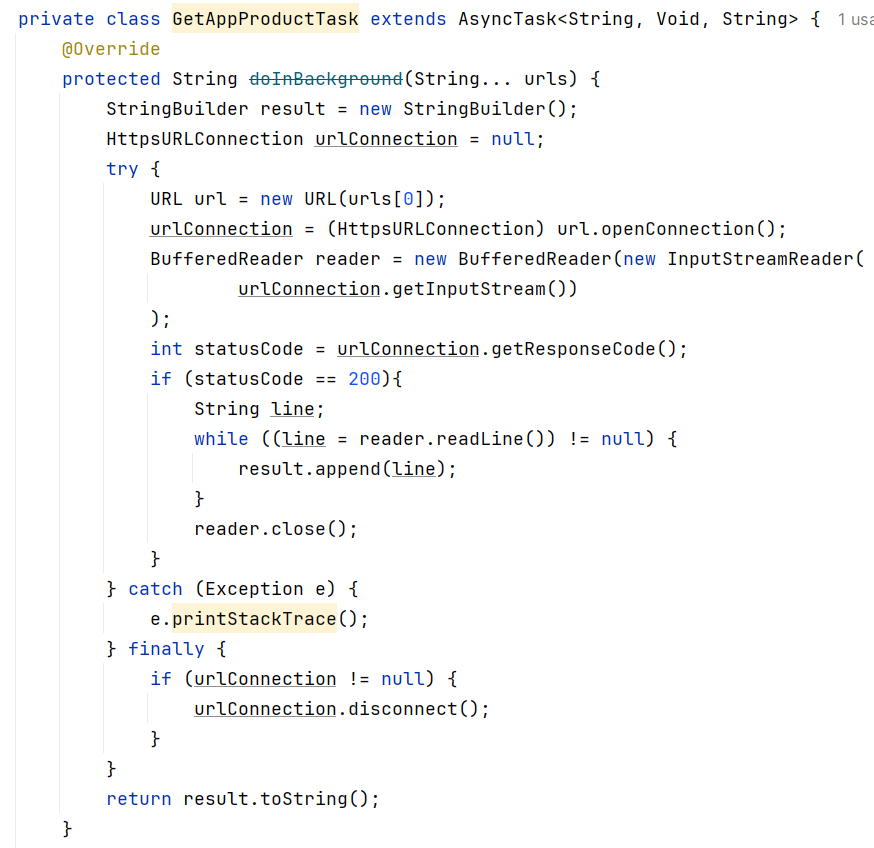 private class GetAppProductTask extends AsyncTask<String, Void, String> { 1 usa
@Override
protected String doInBackground(String... urls) {
StringBuilder result = new StringBuilder();
HttpsURLConnection urlConnection = null;
try {
URL url = new URL(urls[0]);
urlConnection = (HttpsURLConnection) url.openConnection();
BufferedReader reader = new BufferedReader(new InputStreamReader(
urlConnection.getInputStream())
);
int statusCode = urlConnection.getResponseCode();
if (statusCode == 200){
String line;
while ((line = reader.readLine()) != null) {
result.append(line);
}
reader.close();
}
} catch (Exception e) {
e.printStackTrace();
} finally {
if (urlConnection != null) {
urlConnection.disconnect();
}
}
return result.toString();
}